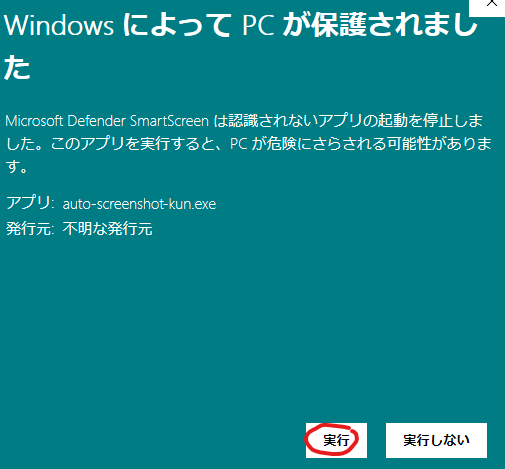 Windows によって PC が保護されまし
た
Microsoft Defender SmartScreen は認識されないアプリの起動を停止しま
した。このアプリを実行すると、PC が危険にさらされる可能性がありま
す。
アプリ: auto-screenshot-kun.exe
発行元: 不明な発行元
実行 実行しない